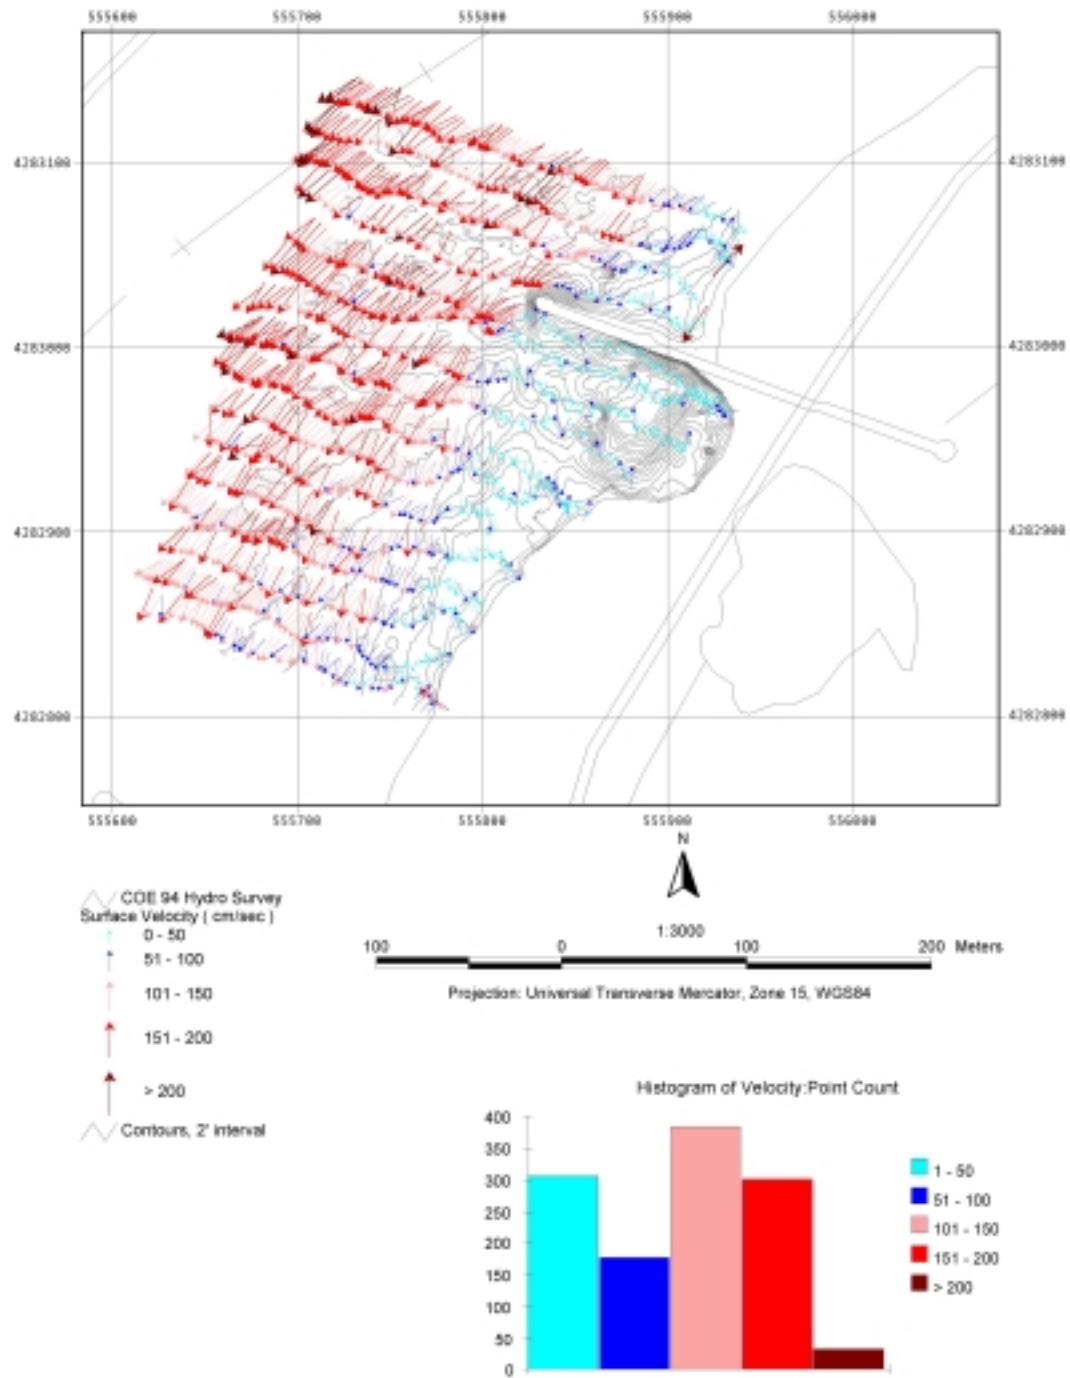 555600 555700 555800 555900 556000
4283100 4283100
4283000 4283000
4282900 4282900
4282800 4282800
555600 555700 555800 555900 556000
N
COE 94 Hydro Survey
Surface Velocity ( cm/sec )
0 - 50
51 - 100
101 - 150
151 - 200
> 200
Contours, 2' interval
1:3000
100 0 100 200 Meters
Projection: Universal Transverse Mercator, Zone 15, WGS84
Histogram of Velocity:Point Count
400
350
300
250
200
150
100
50
0
1 - 50
51 - 100
101 - 150
151 - 200
> 200